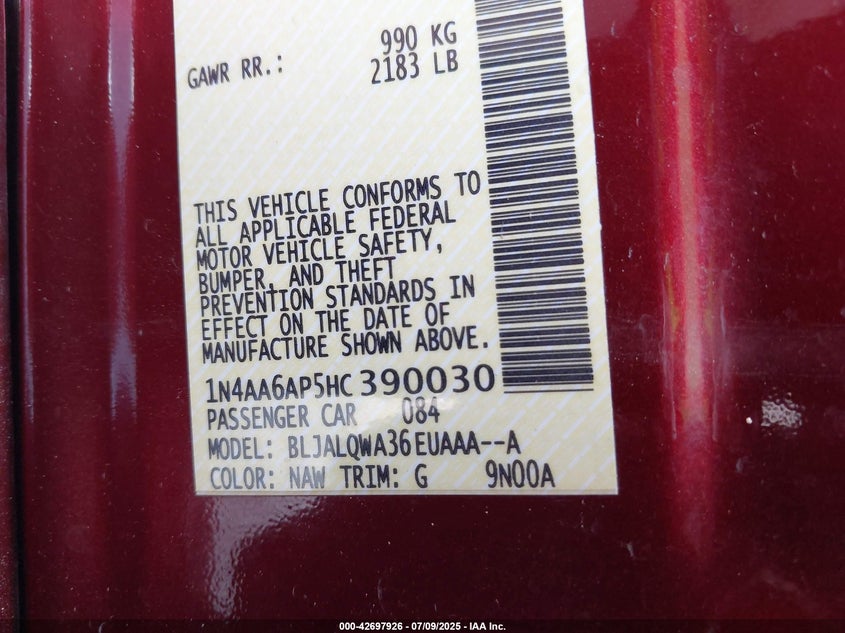 990 KG
GAWR RR.: 2183 LB
THIS VEHICLE CONFORMS TO
ALL APPLICABLE FEDERAL
MOTOR VEHICLE SAFETY,
BUMPER, AND THEFT
PREVENTION STANDARDS IN
EFFECT ON THE DATE OF
MANUFACTURE SHOWN ABOVE.
1N4AA6AP5HC390030
PASSENGER CAR 084
MODEL: BLJALQWA36EUAAA--A
COLOR: NAW TRIM: G 9N00A
000-42697926 - 07/09/2025 - IAA Inc.